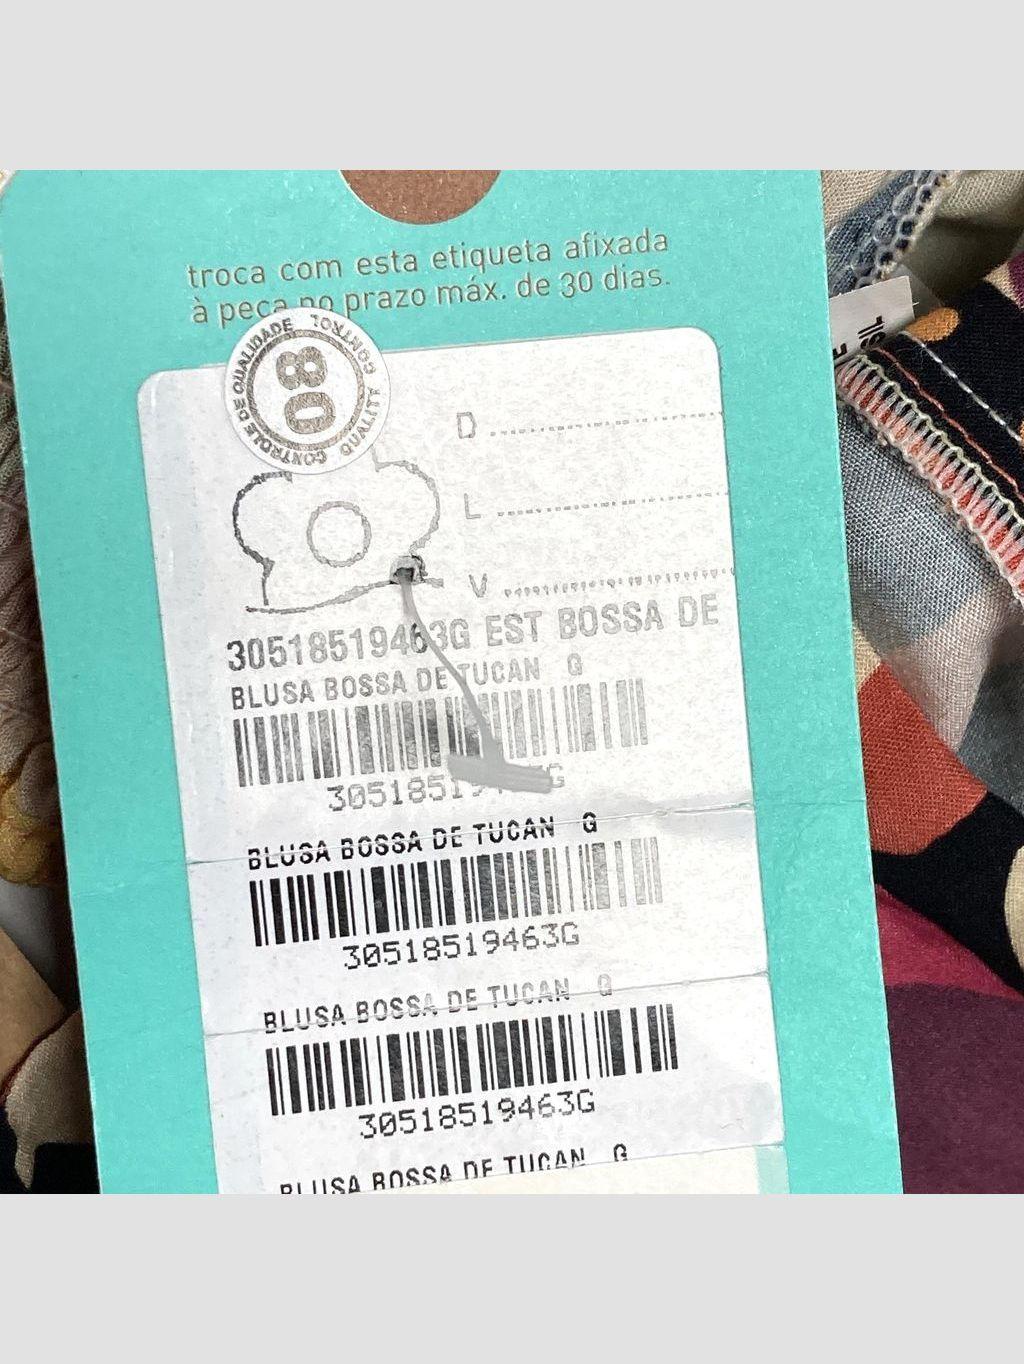 troca com esta etiqueta afixada
à peça no prazo máx. de 30 dias.
CONTROLE DE QUALIDADE
QUALITY CONTROL
08
D
L
V
30518519463G EST BOSSA DE
BLUSA BOSSA DE TUCAN G
30518519463G
BLUSA BOSSA DE TUCAN G
30518519463G
BLUSA BOSSA DE TUCAN G
30518519463G
BLUSA BOSSA DE TUCAN G